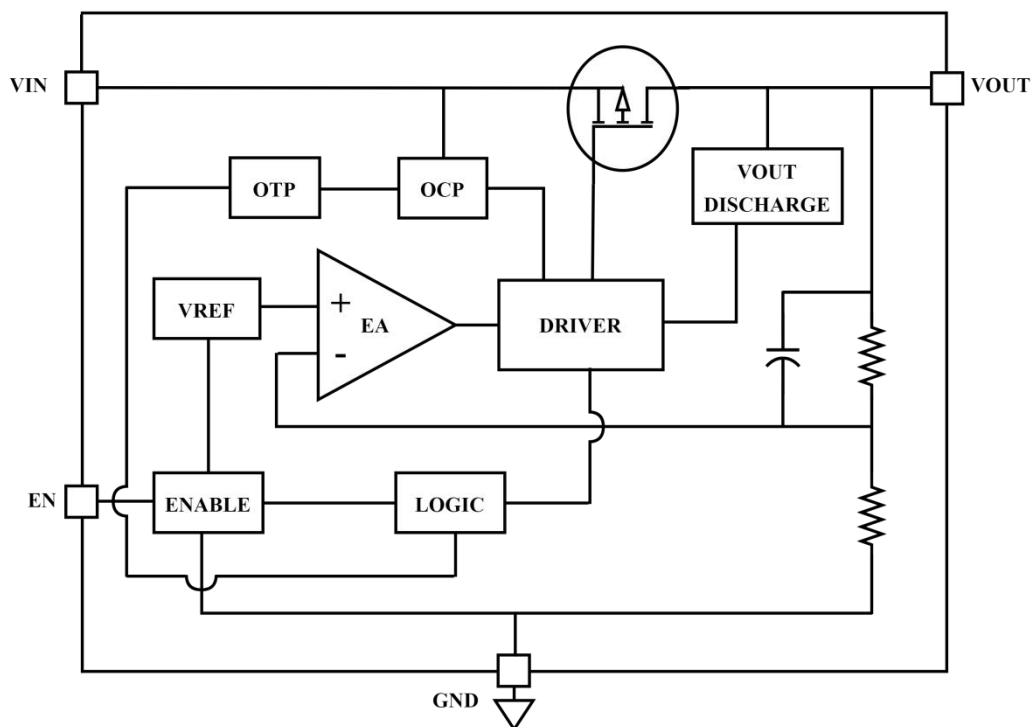 VIN
VOUT
OTP
OCP
VOUT
DISCHARGE
VREF
+
EA
-
DRIVER
EN
ENABLE
LOGIC
GND